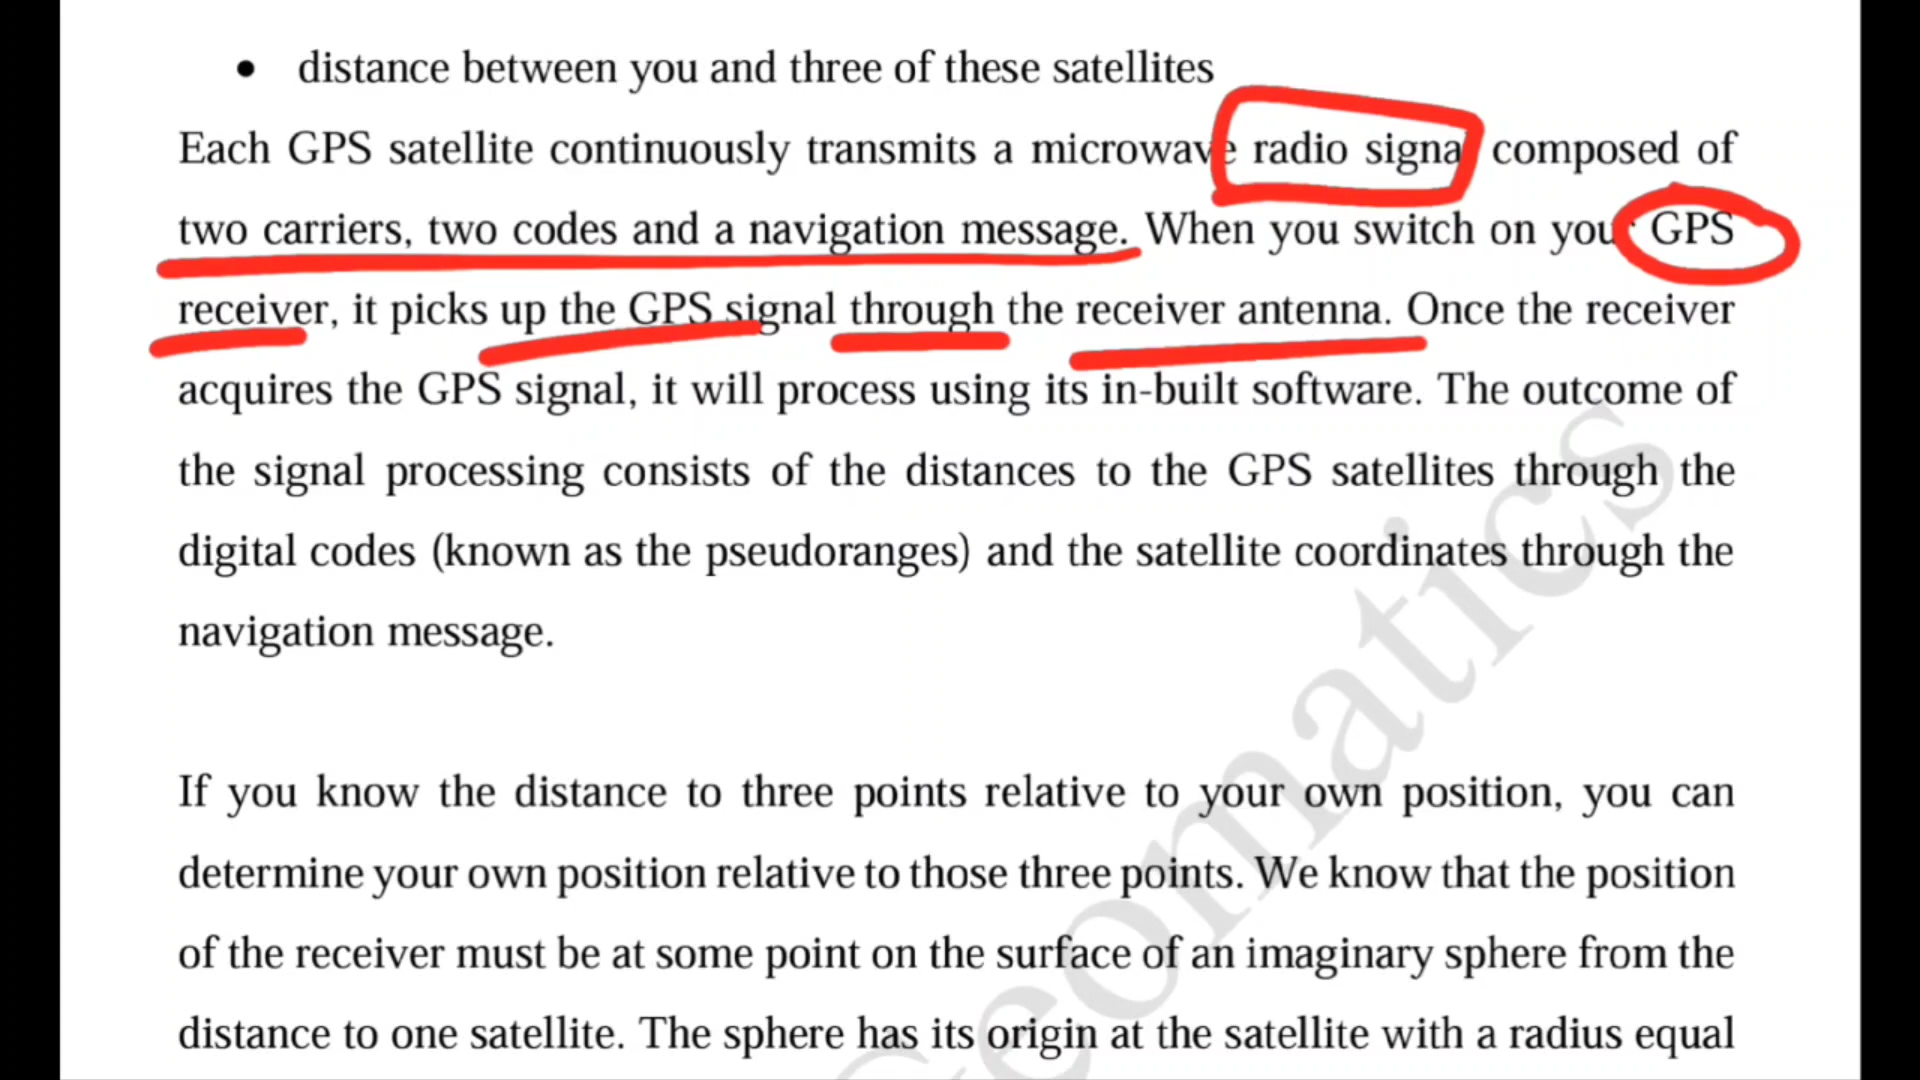 • distance between you and three of these satellites
Each GPS satellite continuously transmits a microwave radio signal composed of
two carriers, two codes and a navigation message. When you switch on your GPS
receiver, it picks up the GPS signal through the receiver antenna. Once the receiver
acquires the GPS signal, it will process using its in-built software. The outcome of
the signal processing consists of the distances to the GPS satellites through the
digital codes (known as the pseudoranges) and the satellite coordinates through the
navigation message.
If you know the distance to three points relative to your own position, you can
determine your own position relative to those three points. We know that the position
of the receiver must be at some point on the surface of an imaginary sphere from the
distance to one satellite. The sphere has its origin at the satellite with a radius equal
Geomatics